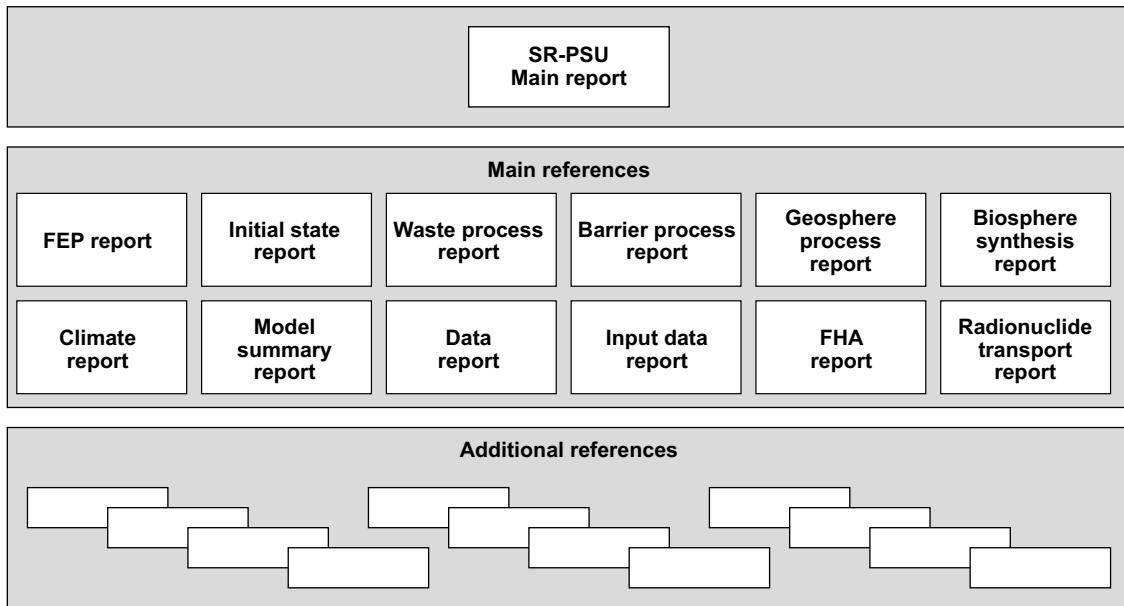 SR-PSU
Main report
Main references
FEP report
Initial state
report
Waste process
report
Barrier process
report
Geosphere
process
report
Biosphere
synthesis
report
Climate
report
Model
summary
report
Data
report
Input data
report
FHA
report
Radionuclide
transport
report
Additional references